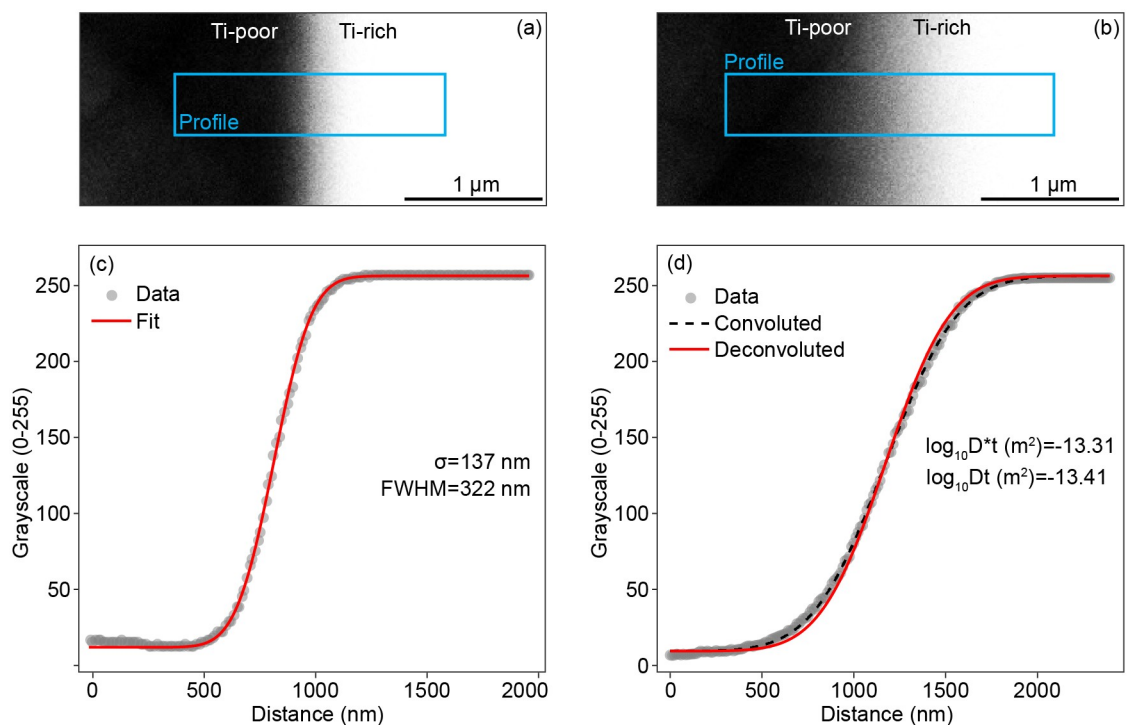 Ti-poor Ti-rich (a)
Profile
1 μm
Ti-poor Ti-rich (b)
Profile
1 μm
(c)
Data
Fit
σ=137 nm
FWHM=322 nm
Grayscale (0-255)
250
200
150
100
50
0
0 500 1000 1500 2000
Distance (nm)
(d)
Data
Convoluted
Deconvoluted
log₁₀D*t (m²)=-13.31
log₁₀Dt (m²)=-13.41
Grayscale (0-255)
250
200
150
100
50
0
0 500 1000 1500 2000
Distance (nm)